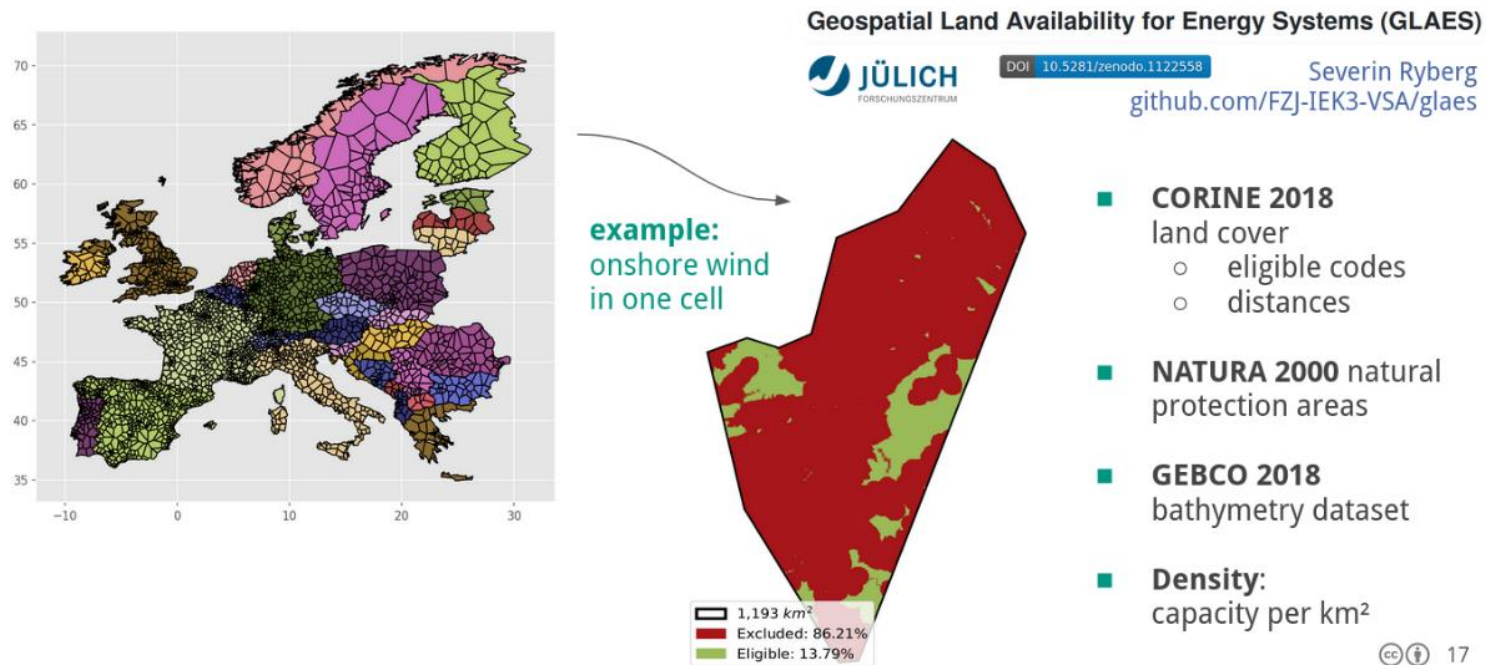 Geospatial Land Availability for Energy Systems (GLAES)
JÜLICH
FORSCHUNGSZENTRUM
DOI 10.5281/zenodo.1122558
Severin Ryberg
github.com/FZJ-IEK3-VSA/glaes
70
65
60
55
50
45
40
35
−10
0
10
20
30
example:
onshore wind
in one cell
1,193 km²
Excluded: 86.21%
Eligible: 13.79%
■ CORINE 2018
land cover
○ eligible codes
○ distances
■ NATURA 2000 natural
protection areas
■ GEBCO 2018
bathymetry dataset
■ Density:
capacity per km²
cc 17